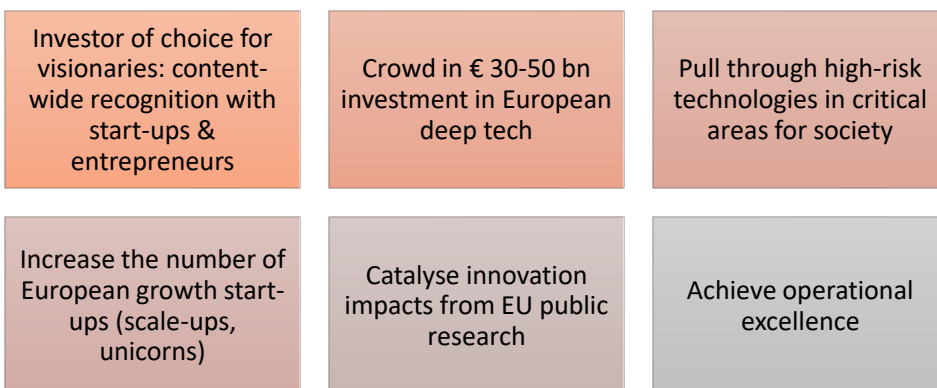 Investor of choice for
visionaries: content-
wide recognition with
start-ups &
entrepreneurs
Crowd in € 30-50 bn
investment in European
deep tech
Pull through high-risk
technologies in critical
areas for society
Increase the number of
European growth start-
ups (scale-ups,
unicorns)
Catalyse innovation
impacts from EU public
research
Achieve operational
excellence